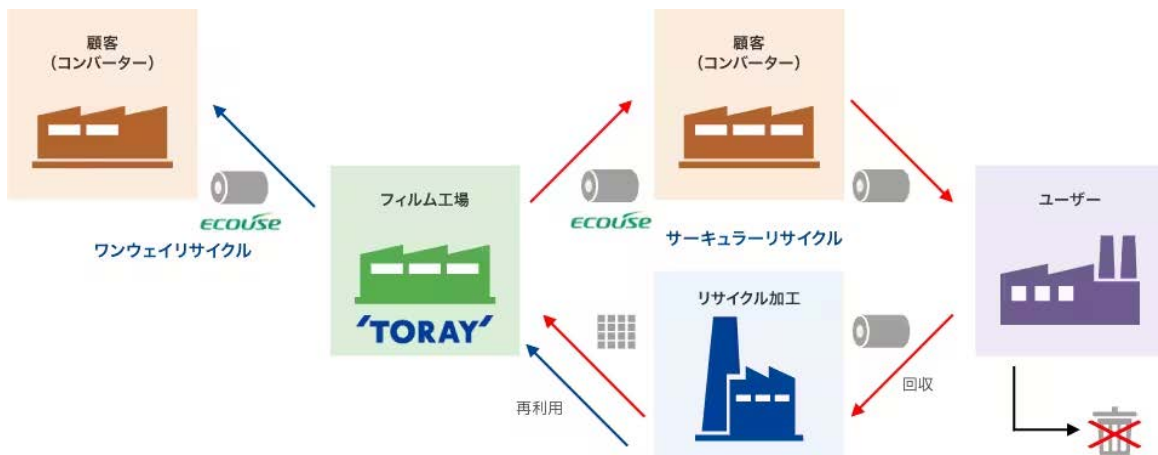 顧客
（コンバーター）
ECOUSE
ワンウェイリサイクル
フィルム工場
'TORAY'
顧客
（コンバーター）
ECOUSE
サーキュラーリサイクル
リサイクル加工
再利用
ユーザー
回収